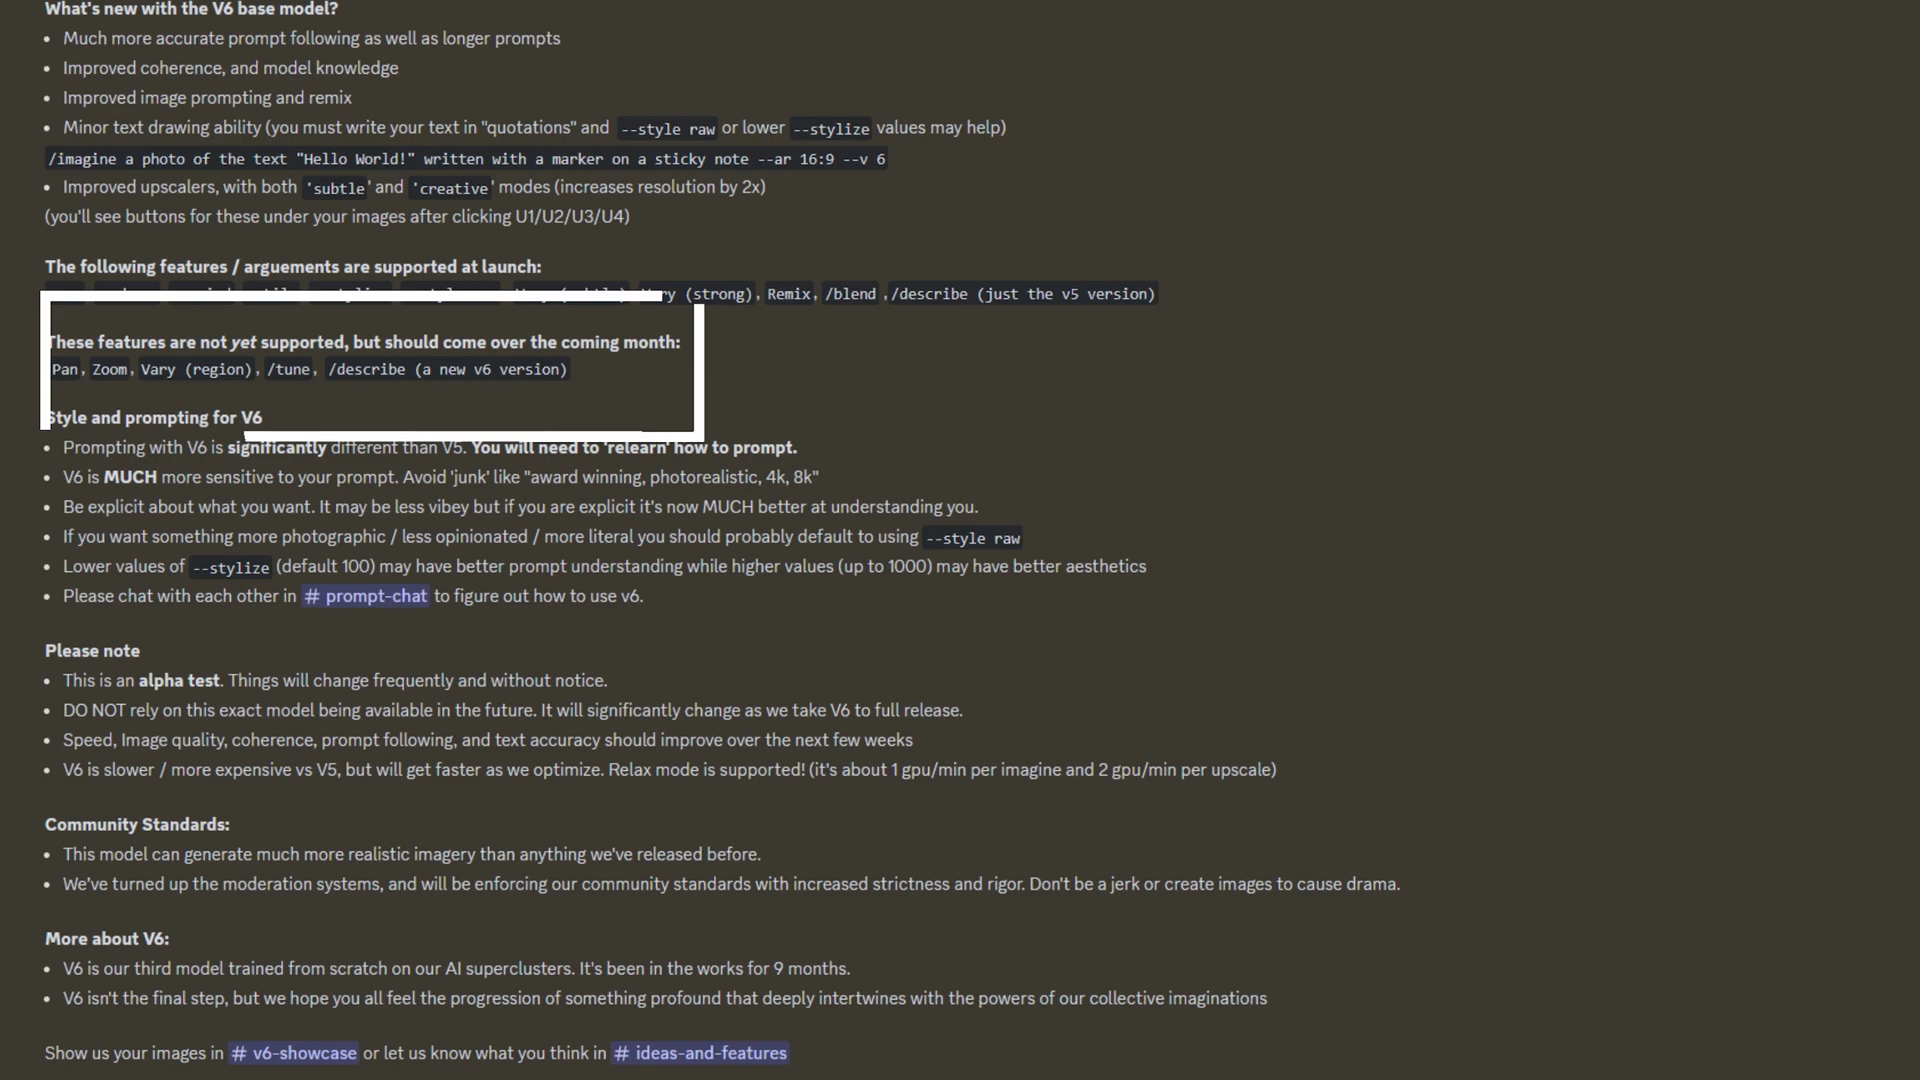 What's new with the V6 base model?
• Much more accurate prompt following as well as longer prompts
• Improved coherence, and model knowledge
• Improved image prompting and remix
• Minor text drawing ability (you must write your text in "quotations" and --style raw or lower --stylize values may help)
/imagine a photo of the text "Hello World!" written with a marker on a sticky note --ar 16:9 --v 6
• Improved upscalers, with both 'subtle' and 'creative' modes (increases resolution by 2x)
(you'll see buttons for these under your images after clicking U1/U2/U3/U4)
The following features / arguements are supported at launch:
(strong), Remix, /blend ,/describe (just the v5 version)
These features are not yet supported, but should come over the coming month:
Pan, Zoom, Vary (region), /tune, /describe (a new v6 version)
Style and prompting for V6
• Prompting with V6 is significantly different than V5. You will need to 'relearn' how to prompt.
• V6 is MUCH more sensitive to your prompt. Avoid 'junk' like "award winning, photorealistic, 4k, 8k"
• Be explicit about what you want. It may be less vibey but if you are explicit it's now MUCH better at understanding you.
• If you want something more photographic / less opinionated / more literal you should probably default to using --style raw
• Lower values of --stylize (default 100) may have better prompt understanding while higher values (up to 1000) may have better aesthetics
• Please chat with each other in # prompt-chat to figure out how to use v6.
Please note
• This is an alpha test. Things will change frequently and without notice.
• DO NOT rely on this exact model being available in the future. It will significantly change as we take V6 to full release.
• Speed, Image quality, coherence, prompt following, and text accuracy should improve over the next few weeks
• V6 is slower / more expensive vs V5, but will get faster as we optimize. Relax mode is supported! (it's about 1 gpu/min per imagine and 2 gpu/min per upscale)
Community Standards:
• This model can generate much more realistic imagery than anything we've released before.
• We've turned up the moderation systems, and will be enforcing our community standards with increased strictness and rigor. Don't be a jerk or create images to cause drama.
More about V6:
• V6 is our third model trained from scratch on our AI superclusters. It's been in the works for 9 months.
• V6 isn't the final step, but we hope you all feel the progression of something profound that deeply intertwines with the powers of our collective imaginations
Show us your images in # v6-showcase or let us know what you think in # ideas-and-features